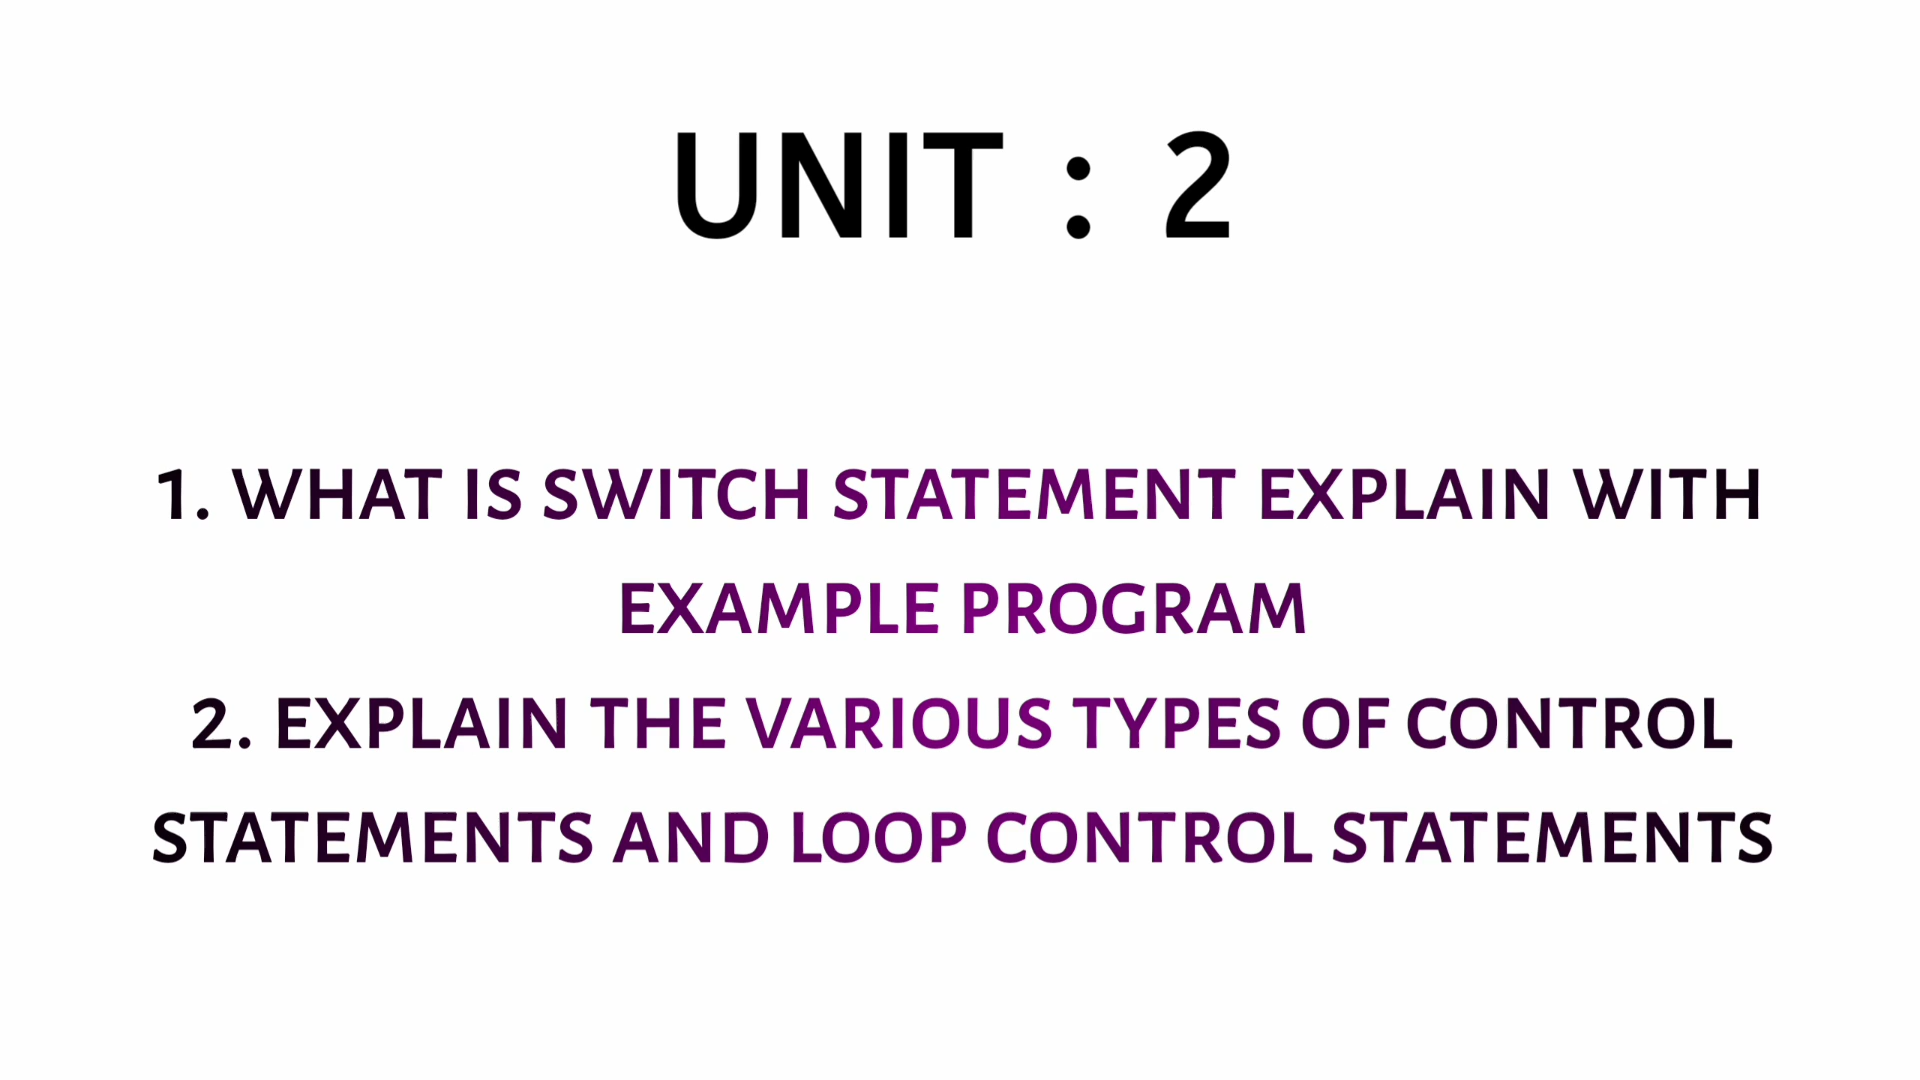 UNIT : 2
1. WHAT IS SWITCH STATEMENT EXPLAIN WITH
EXAMPLE PROGRAM
2. EXPLAIN THE VARIOUS TYPES OF CONTROL
STATEMENTS AND LOOP CONTROL STATEMENTS